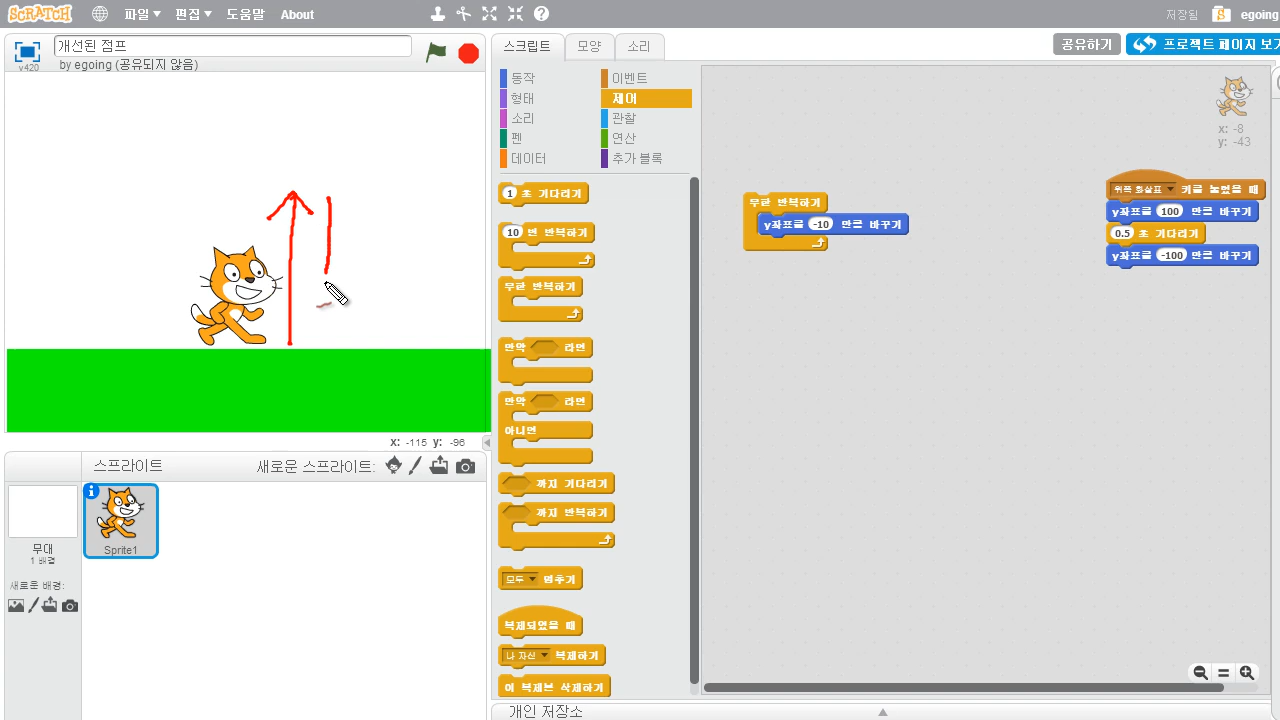 SCRATCH 파일 편집 도움말 About 저장됨 egoing
개선된 점프
by egoing (공유되지 않음)
v420
스크립트 모양 소리
공유하기 프로젝트 페이지 보기
동작 이벤트
형태 제어
소리 관찰
펜 연산
데이터 추가 블록
1 초 기다리기
10 번 반복하기
무한 반복하기
만약 라면
만약 라면
아니면
까지 기다리기
까지 반복하기
모두 멈추기
복제되었을 때
나 자신 복제하기
이 복제본 삭제하기
무한 반복하기
y좌표를 -10 만큼 바꾸기
x: -8
y: -43
위쪽 화살표 키를 눌렀을 때
y좌표를 100 만큼 바꾸기
0.5 초 기다리기
y좌표를 -100 만큼 바꾸기
x: -115 y: -96
스프라이트 새로운 스프라이트:
무대
1 배경
새로운 배경:
Sprite1
개인 저장소